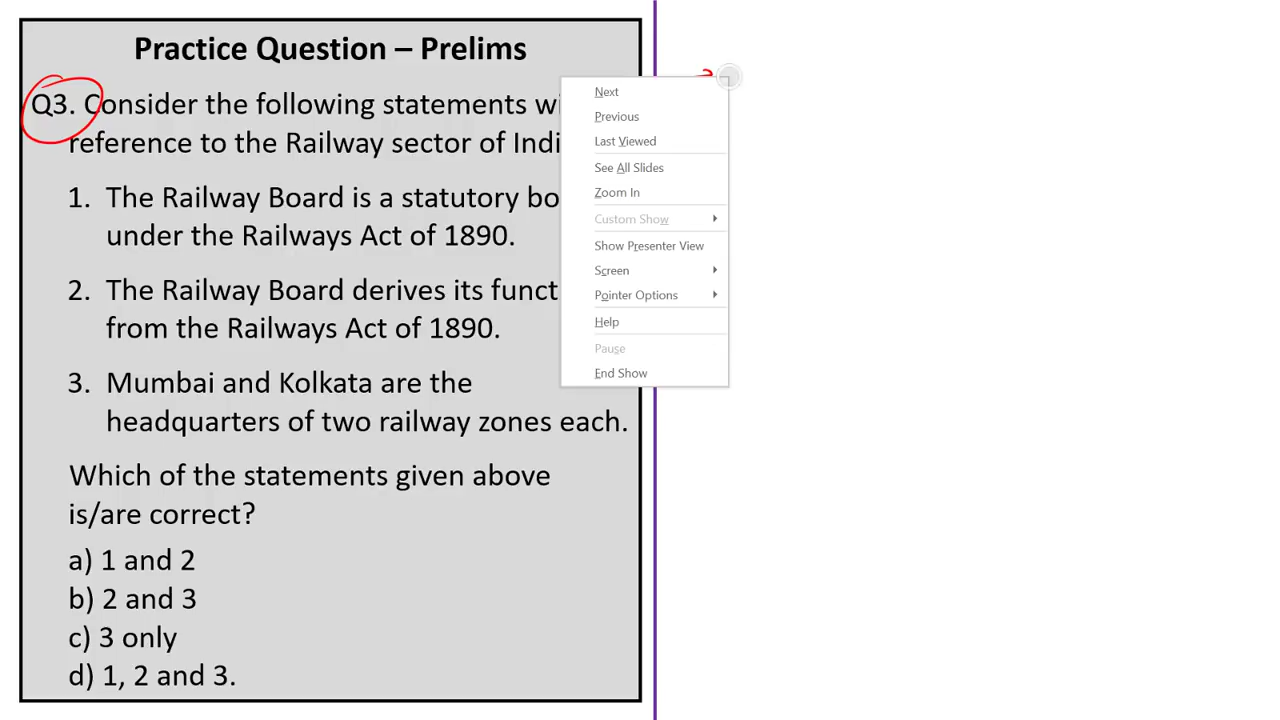 Practice Question – Prelims
Q3. Consider the following statements
reference to the Railway sector of
1. The Railway Board is a statutory
under the Railways Act of 1890.
2. The Railway Board derives its
from the Railways Act of 1890.
3. Mumbai and Kolkata are the
headquarters of two railway zones each.
Which of the statements given above
is/are correct?
a) 1 and 2
b) 2 and 3
c) 3 only
d) 1, 2 and 3.
Next
Previous
Last Viewed
See All Slides
Zoom In
Custom Show
Show Presenter View
Screen
Pointer Options
Help
Pause
End Show